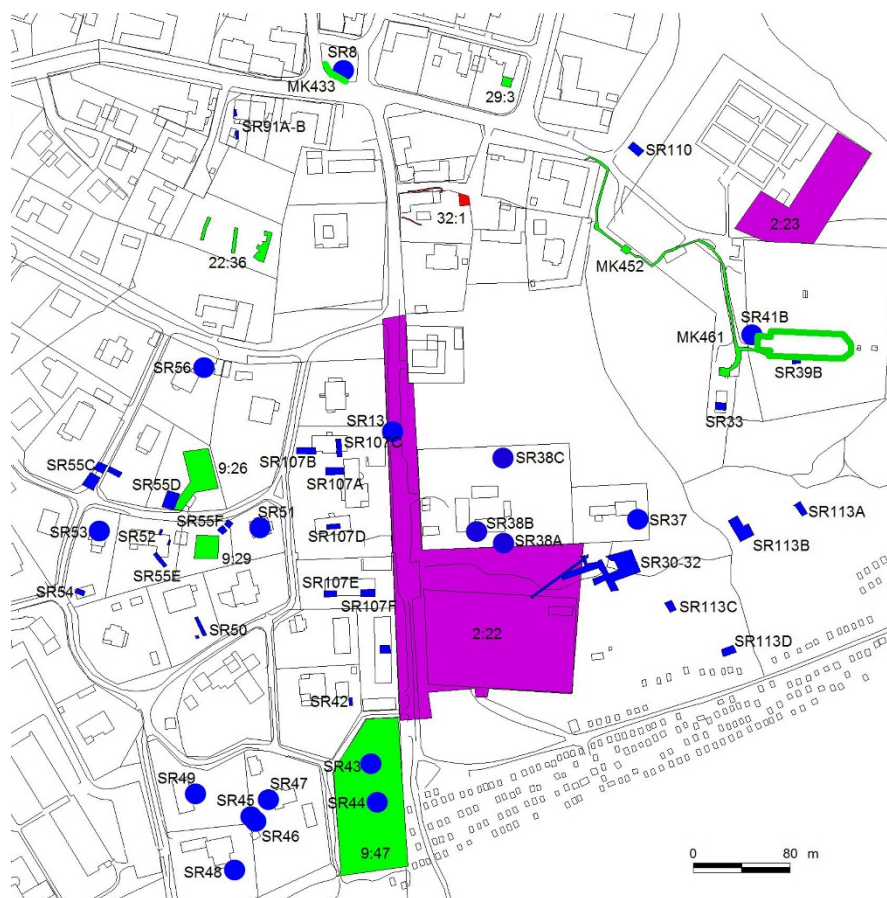 SR8
MK433
29:3
SR91A-B
SR110
32:1
2:23
22:36
MK452
SR41B
MK461
SR39B
SR56
SR33
SR13
SR107C
SR107B
SR38C
SR55C
9:26
SR107A
SR55D
SR113A
SR55F
SR51
SR37
SR53
SR52
SR38B
SR107D
SR38A
SR113B
9:29
SR30-32
SR55E
SR54
SR107E
SR107F
SR113C
SR50
2:22
SR113D
SR42
SR43
SR49
SR47
SR45
SR44
SR46
9:47
SR48
0 80 m